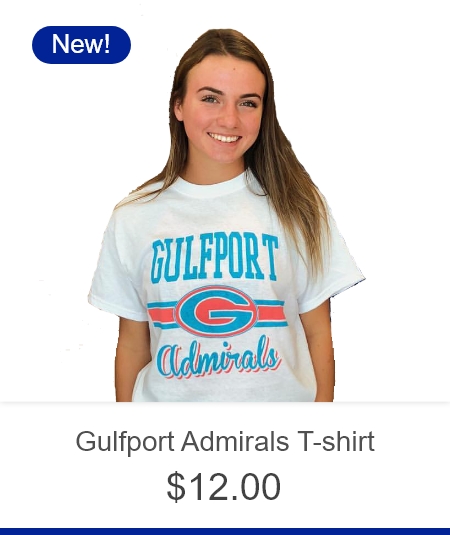 New!
GULFPORT
G
Admirals
Gulfport Admirals T-shirt
$12.00